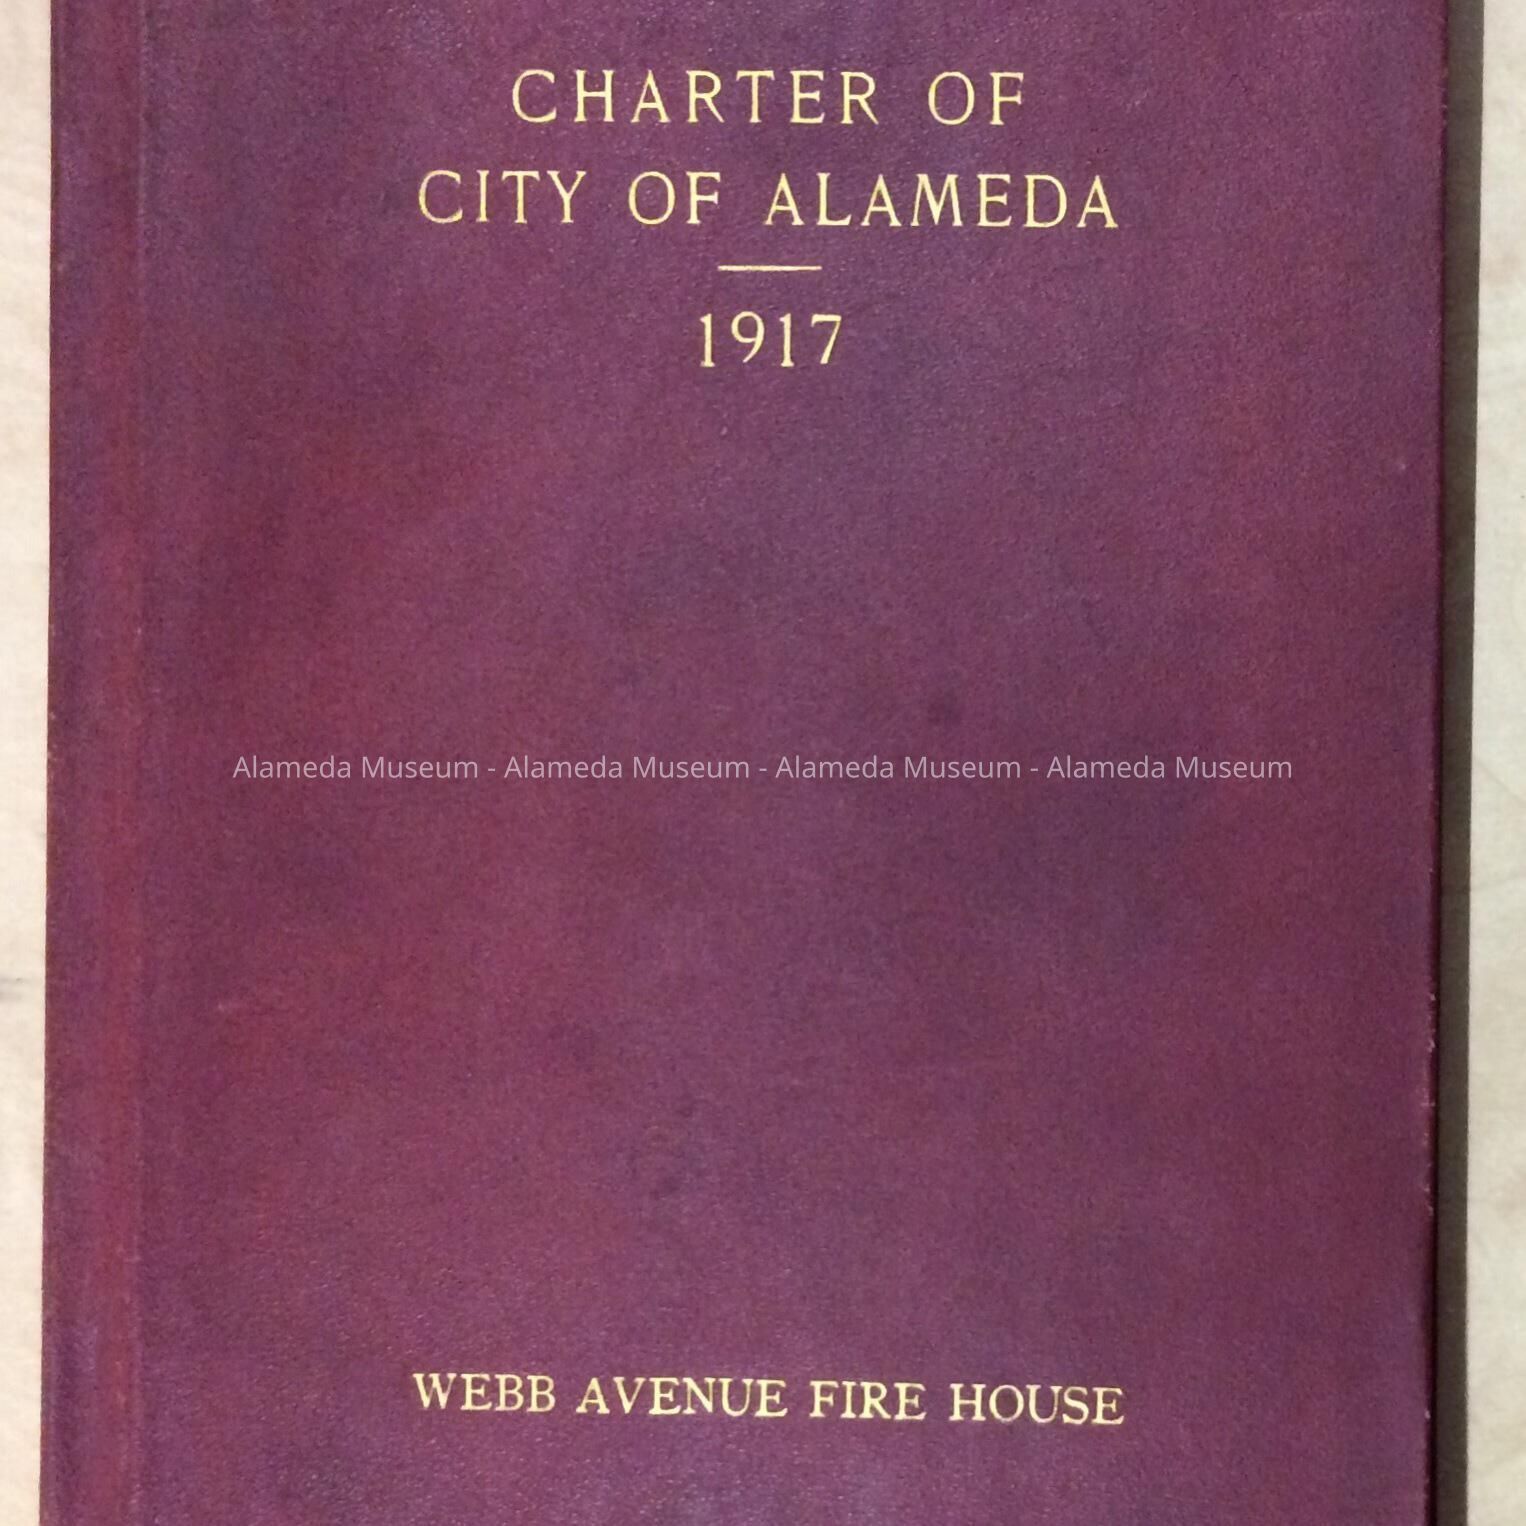 CHARTER OF
CITY OF ALAMEDA
1917
Alameda Museum - Alameda Museum - Alameda Museum - Alameda Museum
WEBB AVENUE FIRE HOUSE